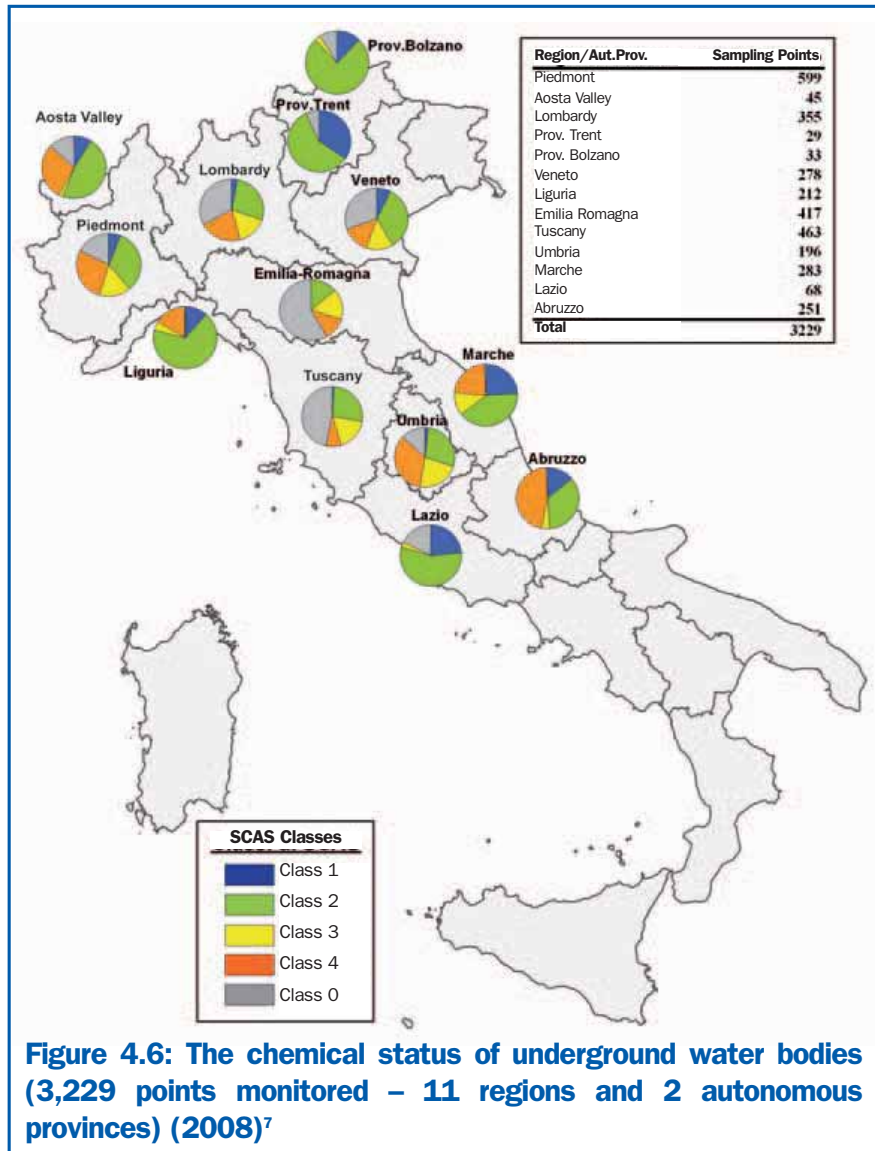 Prov.Bolzano
Prov.Trent
Aosta Valley
Lombardy
Veneto
Piedmont
Emilia-Romagna
Liguria
Tuscany
Marche
Umbria
Abruzzo
Lazio
Region/Aut.Prov. Sampling Points
Piedmont 599
Aosta Valley 45
Lombardy 355
Prov. Trent 29
Prov. Bolzano 33
Veneto 278
Liguria 212
Emilia Romagna 417
Tuscany 463
Umbria 196
Marche 283
Lazio 68
Abruzzo 251
Total 3229
SCAS Classes
Class 1
Class 2
Class 3
Class 4
Class 0
Figure 4.6: The chemical status of underground water bodies
(3,229 points monitored – 11 regions and 2 autonomous
provinces) (2008)⁷